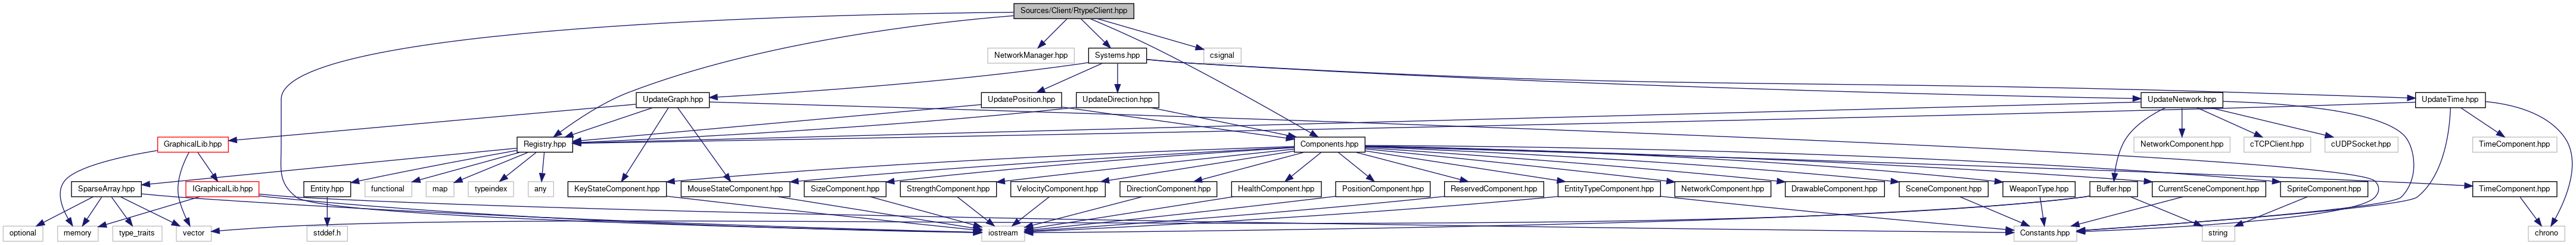 Sources/Client/RtypeClient.hpp
NetworkManager.hpp
Systems.hpp
csignal
UpdateGraph.hpp
UpdatePosition.hpp
UpdateDirection.hpp
UpdateNetwork.hpp
UpdateTime.hpp
GraphicalLib.hpp
Registry.hpp
Components.hpp
NetworkComponent.hpp
cTCPClient.hpp
cUDPSocket.hpp
TimeComponent.hpp
SparseArray.hpp
IGraphicalLib.hpp
Entity.hpp
functional
map
typeindex
any
KeyStateComponent.hpp
MouseStateComponent.hpp
SizeComponent.hpp
StrengthComponent.hpp
VelocityComponent.hpp
DirectionComponent.hpp
HealthComponent.hpp
PositionComponent.hpp
ReservedComponent.hpp
EntityTypeComponent.hpp
NetworkComponent.hpp
DrawableComponent.hpp
SceneComponent.hpp
WeaponType.hpp
Buffer.hpp
CurrentSceneComponent.hpp
SpriteComponent.hpp
TimeComponent.hpp
optional
memory
type_traits
vector
stddef.h
iostream
Constants.hpp
string
chrono